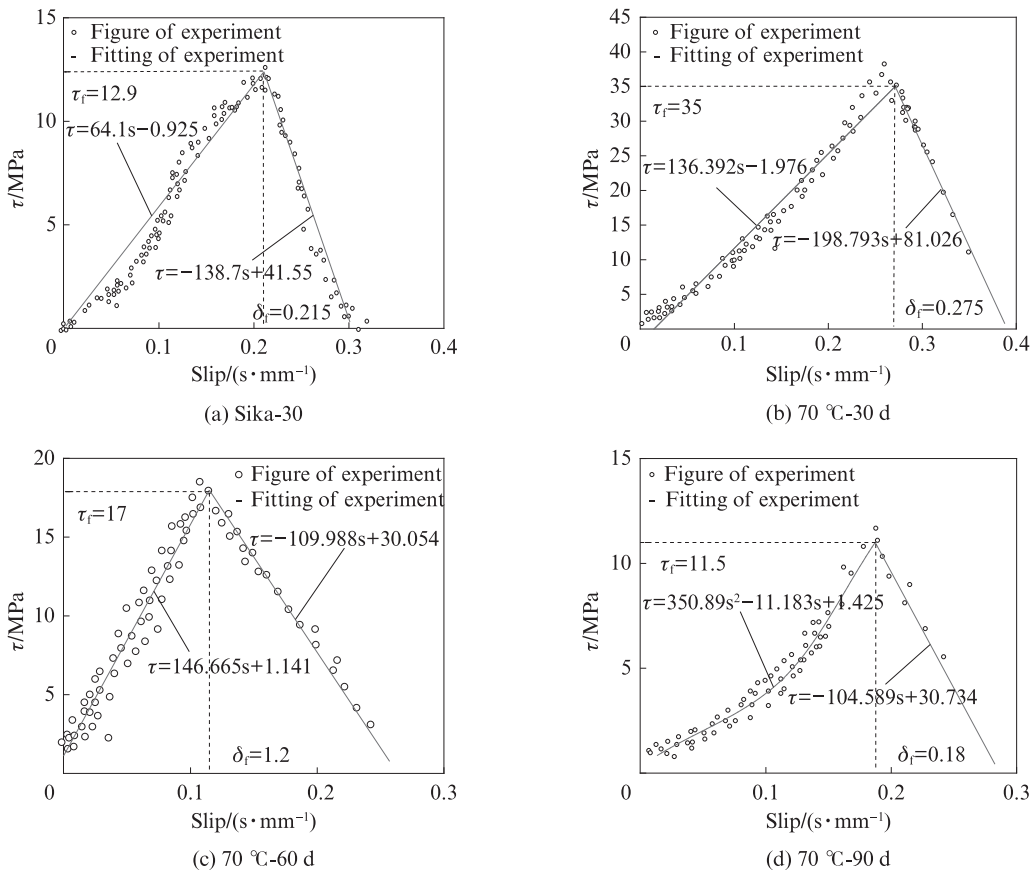 15
Figure of experiment
Fitting of experiment
τf=12.9
10
τ=64.1s−0.925
τ/MPa
5
τ=−138.7s+41.55
δf=0.215
0 0.1 0.2 0.3 0.4
Slip/(s·mm⁻¹)
(a) Sika-30
45
Figure of experiment
40
Fitting of experiment
35
τf=35
30
25
τ/MPa
τ=136.392s−1.976
20
15
τ=−198.793s+81.026
10
5
δf=0.275
0 0.1 0.2 0.3 0.4
Slip/(s·mm⁻¹)
(b) 70 ℃-30 d
20
Figure of experiment
Fitting of experiment
τf=17
15
τ=−109.988s+30.054
τ/MPa
10
τ=146.665s+1.141
5
δf=1.2
0 0.1 0.2 0.3
Slip/(s·mm⁻¹)
(c) 70 ℃-60 d
15
Figure of experiment
Fitting of experiment
τf=11.5
10
τ=350.89s²−11.183s+1.425
τ/MPa
5
τ=−104.589s+30.734
δf=0.18
0 0.1 0.2 0.3
Slip/(s·mm⁻¹)
(d) 70 ℃-90 d